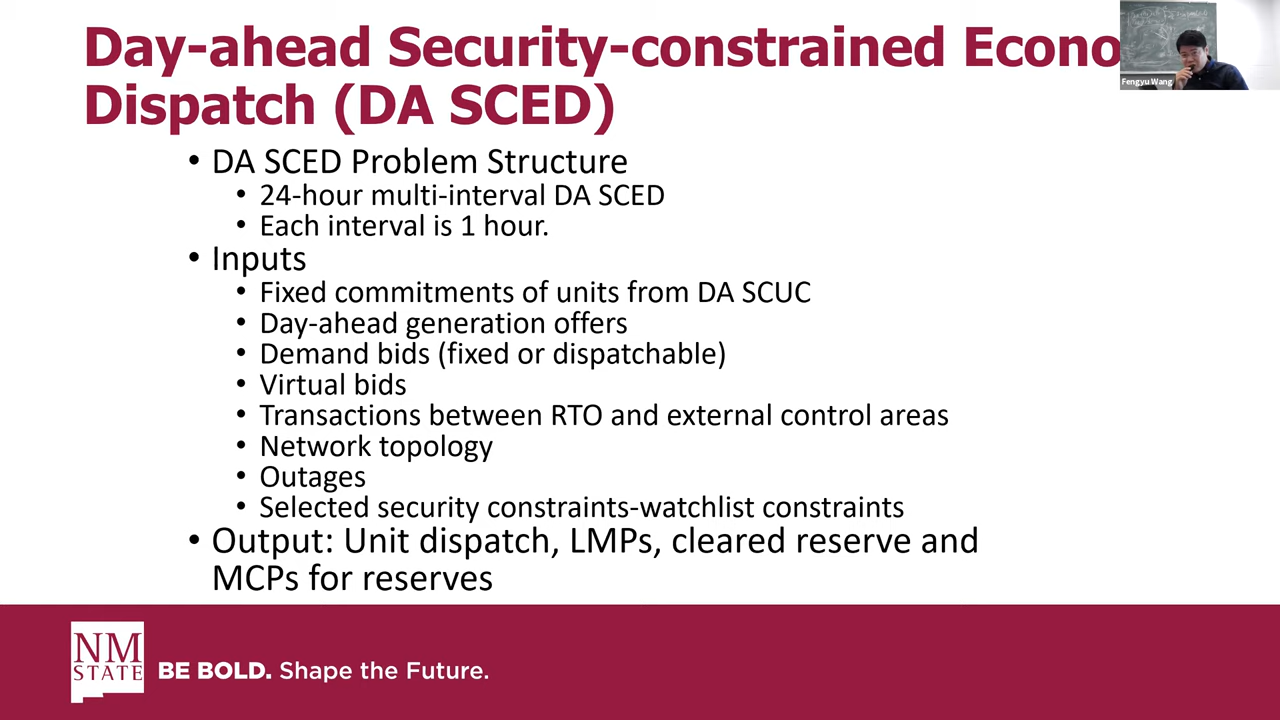 Day-ahead Security-constrained Econo
Dispatch (DA SCED)
Fengyu Wang
• DA SCED Problem Structure
• 24-hour multi-interval DA SCED
• Each interval is 1 hour.
• Inputs
• Fixed commitments of units from DA SCUC
• Day-ahead generation offers
• Demand bids (fixed or dispatchable)
• Virtual bids
• Transactions between RTO and external control areas
• Network topology
• Outages
• Selected security constraints-watchlist constraints
• Output: Unit dispatch, LMPs, cleared reserve and
MCPs for reserves
NM
STATE
BE BOLD. Shape the Future.